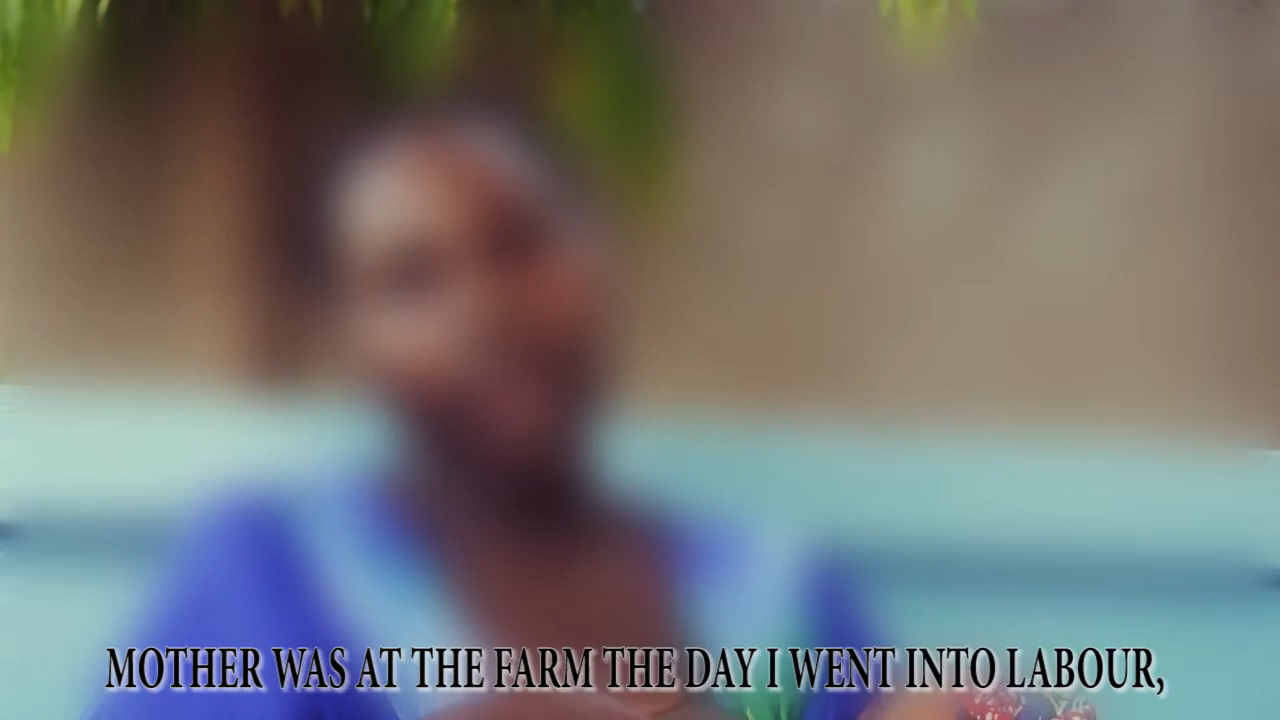 MOTHER WAS AT THE FARM THE DAY I WENT INTO LABOUR,